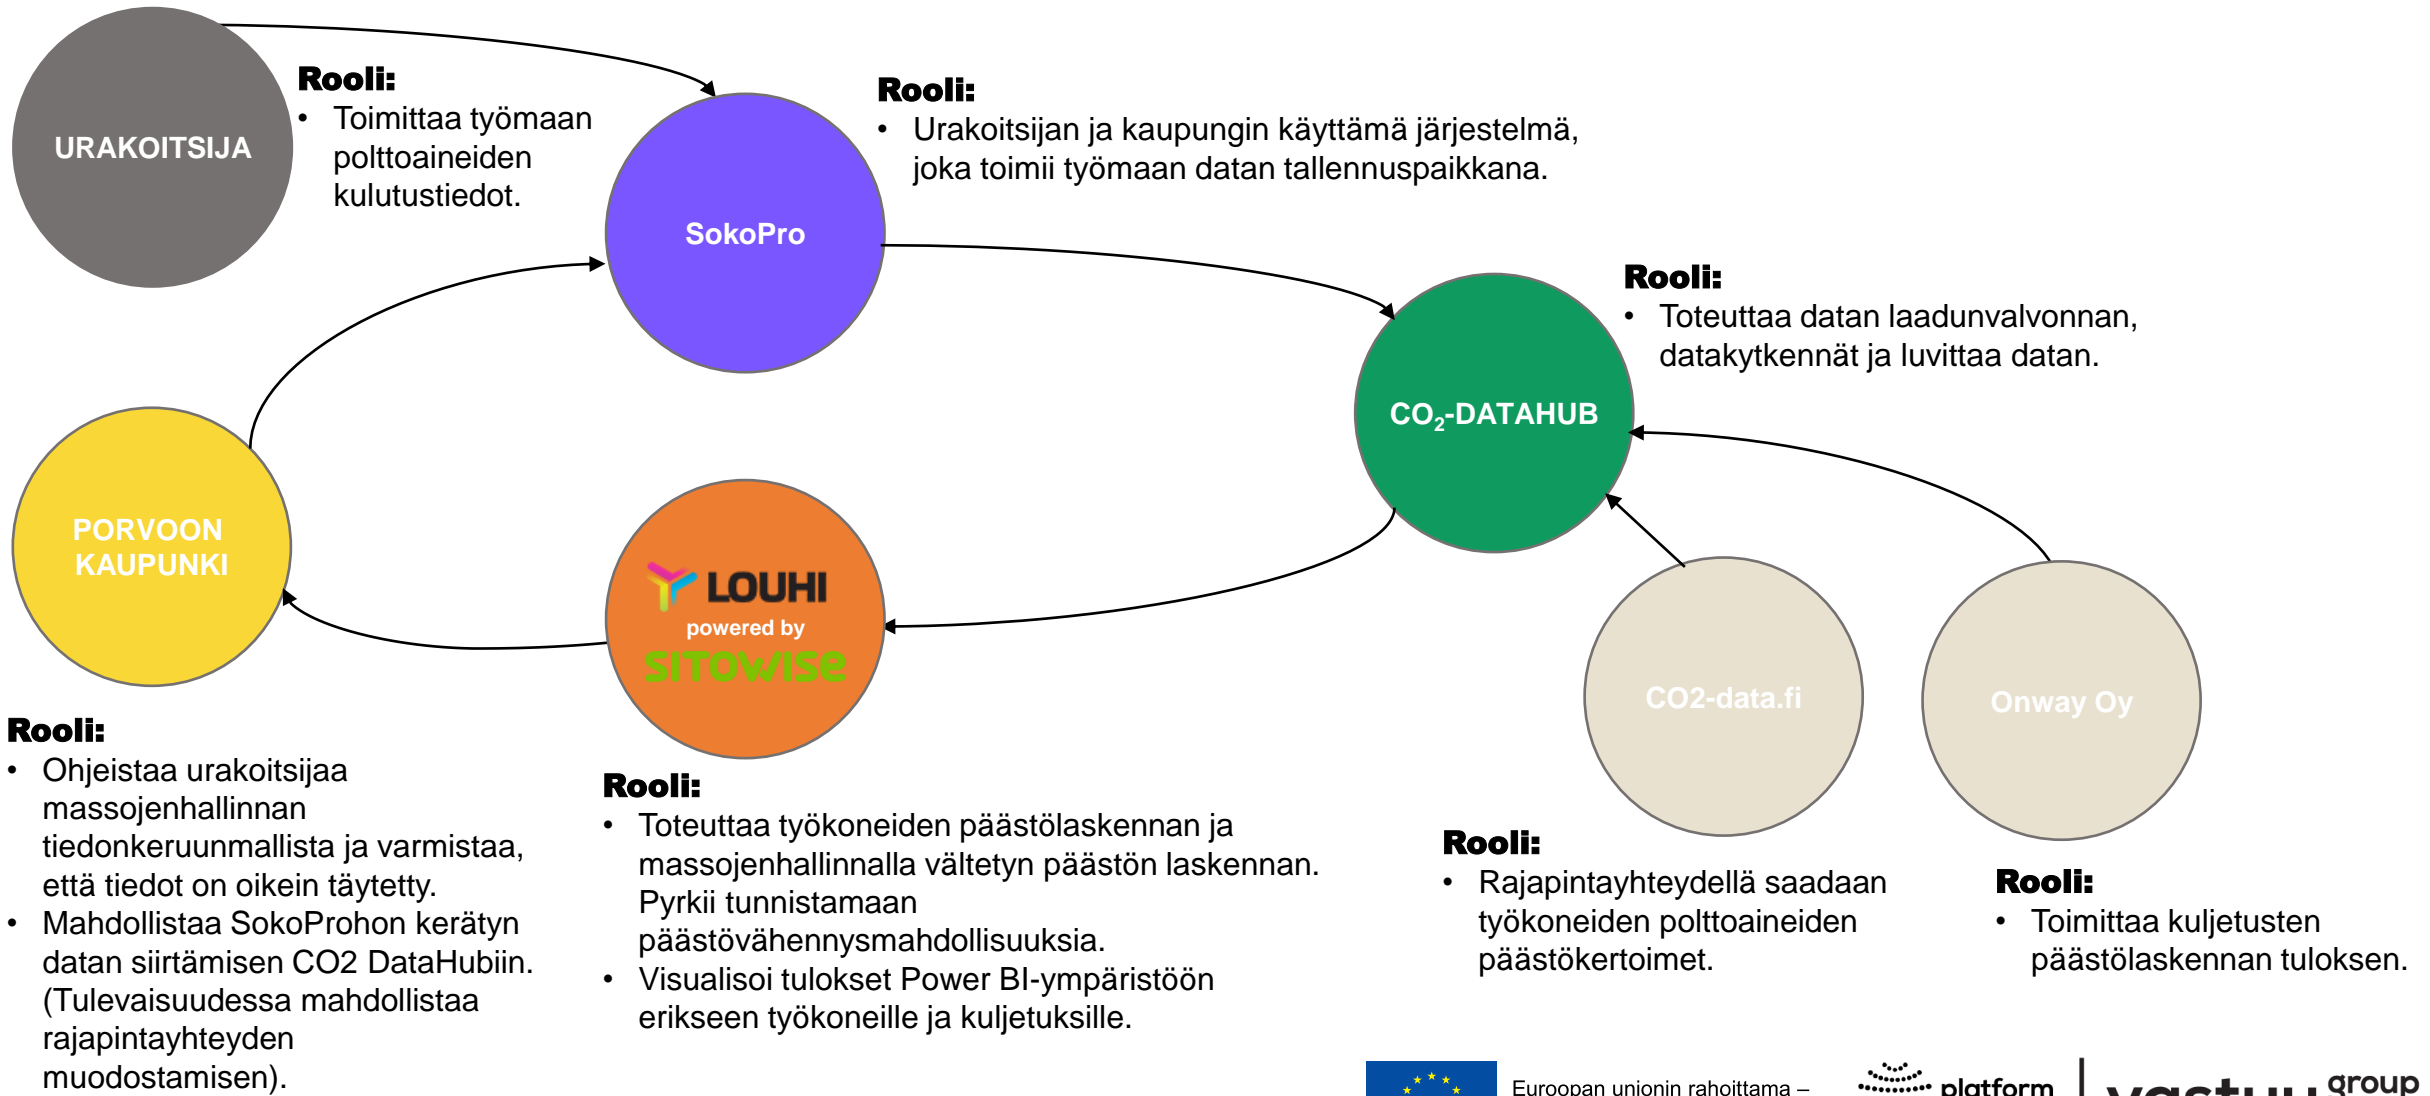 URAKOITSIJA
Rooli:
• Toimittaa työmaan
polttoaineiden
kulutustiedot.
SokoPro
Rooli:
• Urakoitsijan ja kaupungin käyttämä järjestelmä,
joka toimii työmaan datan tallennuspaikkana.
CO₂-DATAHUB
Rooli:
• Toteuttaa datan laadunvalvonnan,
datakytkennät ja luvittaa datan.
PORVOON
KAUPUNKI
Rooli:
• Ohjeistaa urakoitsijaa
massojenhallinnan
tiedonkeruunmallista ja varmistaa,
että tiedot on oikein täytetty.
• Mahdollistaa SokoProhon kerätyn
datan siirtämisen CO2 DataHubiin.
(Tulevaisuudessa mahdollistaa
rajapintayhteyden
muodostamisen).
LOUHI
powered by
SITOWISE
Rooli:
• Toteuttaa työkoneiden päästölaskennan ja
massojenhallinnalla vältetyn päästön laskennan.
Pyrkii tunnistamaan
päästövähennysmahdollisuuksia.
• Visualisoi tulokset Power BI-ympäristöön
erikseen työkoneille ja kuljetuksille.
CO2-data.fi
Rooli:
• Rajapintayhteydellä saadaan
työkoneiden polttoaineiden
päästökertoimet.
Onway Oy
Rooli:
• Toimittaa kuljetusten
päästölaskennan tuloksen.
Euroopan unionin rahoittama –
platform
vastuu group